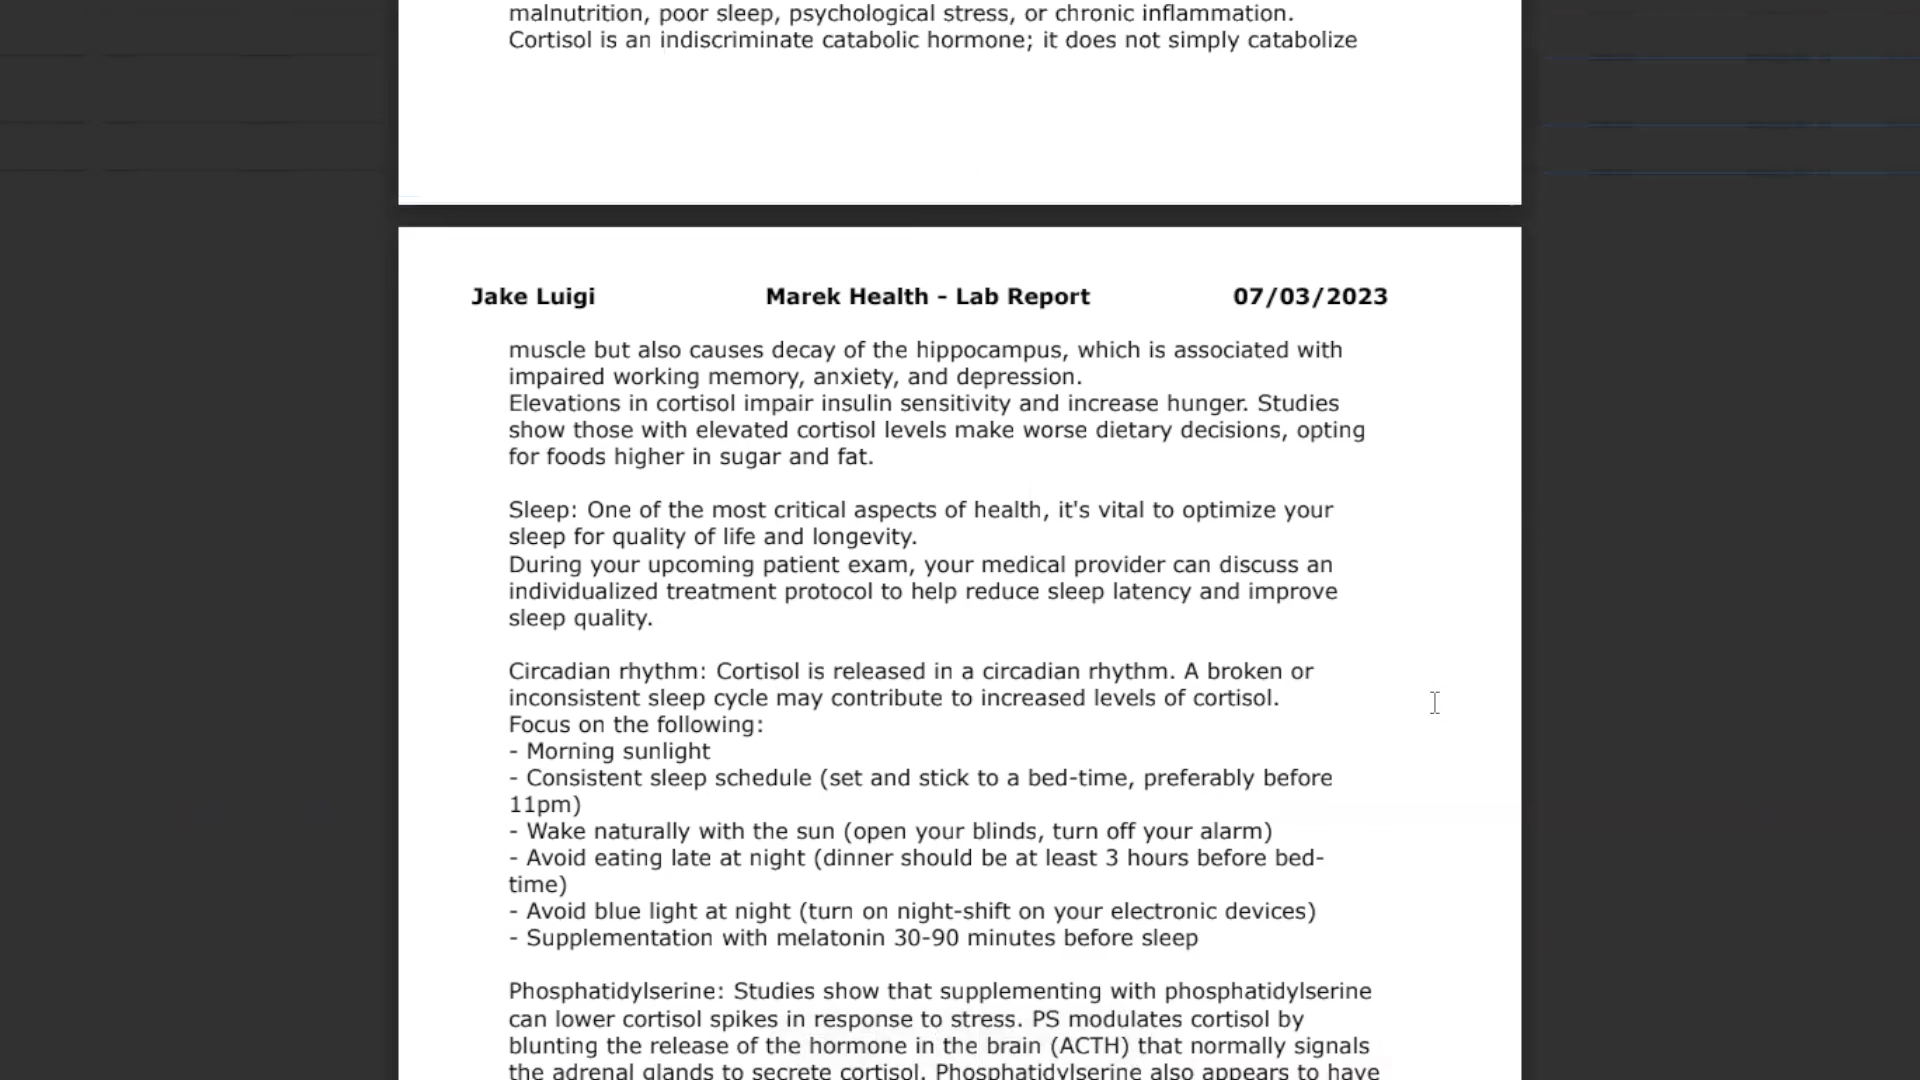 malnutrition, poor sleep, psychological stress, or chronic inflammation.
Cortisol is an indiscriminate catabolic hormone; it does not simply catabolize
Jake Luigi Marek Health - Lab Report 07/03/2023
muscle but also causes decay of the hippocampus, which is associated with
impaired working memory, anxiety, and depression.
Elevations in cortisol impair insulin sensitivity and increase hunger. Studies
show those with elevated cortisol levels make worse dietary decisions, opting
for foods higher in sugar and fat.
Sleep: One of the most critical aspects of health, it's vital to optimize your
sleep for quality of life and longevity.
During your upcoming patient exam, your medical provider can discuss an
individualized treatment protocol to help reduce sleep latency and improve
sleep quality.
Circadian rhythm: Cortisol is released in a circadian rhythm. A broken or
inconsistent sleep cycle may contribute to increased levels of cortisol.
Focus on the following:
- Morning sunlight
- Consistent sleep schedule (set and stick to a bed-time, preferably before
11pm)
- Wake naturally with the sun (open your blinds, turn off your alarm)
- Avoid eating late at night (dinner should be at least 3 hours before bed-
time)
- Avoid blue light at night (turn on night-shift on your electronic devices)
- Supplementation with melatonin 30-90 minutes before sleep
Phosphatidylserine: Studies show that supplementing with phosphatidylserine
can lower cortisol spikes in response to stress. PS modulates cortisol by
blunting the release of the hormone in the brain (ACTH) that normally signals
the adrenal glands to secrete cortisol. Phosphatidylserine also appears to have